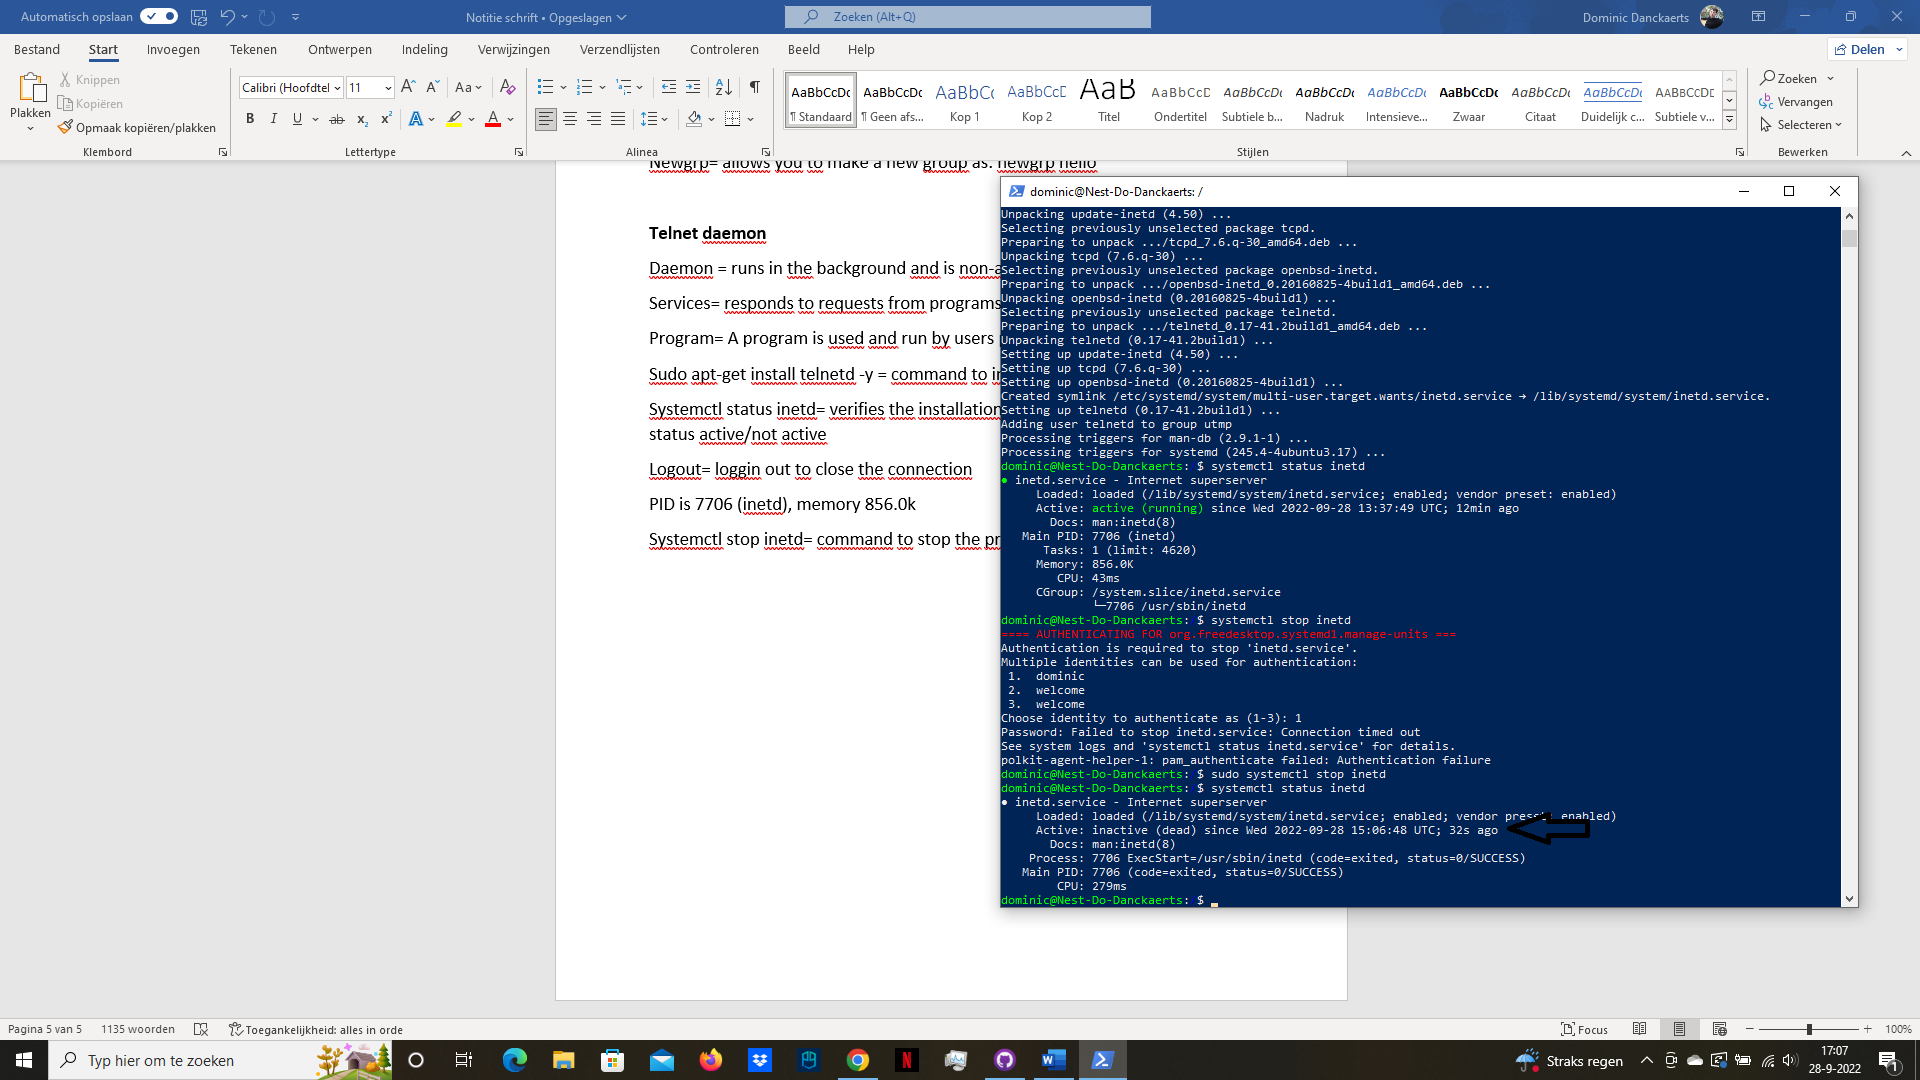 Automatisch opslaan
Notitie schrift • Opgeslagen
Zoeken (Alt+Q)
Dominic Danckaerts
Bestand Start Invoegen Tekenen Ontwerpen Indeling Verwijzingen Verzendlijsten Controleren Beeld Help
Delen
Plakken
Knippen
Kopiëren
Opmaak kopiëren/plakken
Klembord
Calibri (Hoofdtel 11
Lettertype
Alinea
AaBbCcDc AaBbCcDc AaBbCc AaBbCcD AaB AaBbCcD AaBbCcDc AaBbCcDc AaBbCcDc AaBbCcDc AaBbCcDc AaBbCcDc AaBbCcDd
¶ Standaard ¶ Geen afs... Kop 1 Kop 2 Titel Ondertitel Subtiele b... Nadruk Intensieve... Zwaar Citaat Duidelijk c... Subtiele v...
Stijlen
Zoeken
Vervangen
Selecteren
Bewerken
Newgrp= allows you to make a new group as: newgrp hello
Telnet daemon
Daemon = runs in the background and is non-a
Services= responds to requests from programs
Program= A program is used and run by users
Sudo apt-get install telnetd -y = command to in
Systemctl status inetd= verifies the installation
status active/not active
Logout= loggin out to close the connection
PID is 7706 (inetd), memory 856.0k
Systemctl stop inetd= command to stop the pr
dominic@Nest-Do-Danckaerts: /
Unpacking update-inetd (4.50) ...
Selecting previously unselected package tcpd.
Preparing to unpack .../tcpd_7.6.q-30_amd64.deb ...
Unpacking tcpd (7.6.q-30) ...
Selecting previously unselected package openbsd-inetd.
Preparing to unpack .../openbsd-inetd_0.20160825-4build1_amd64.deb ...
Unpacking openbsd-inetd (0.20160825-4build1) ...
Selecting previously unselected package telnetd.
Preparing to unpack .../telnetd_0.17-41.2build1_amd64.deb ...
Unpacking telnetd (0.17-41.2build1) ...
Setting up update-inetd (4.50) ...
Setting up tcpd (7.6.q-30) ...
Setting up openbsd-inetd (0.20160825-4build1) ...
Created symlink /etc/systemd/system/multi-user.target.wants/inetd.service → /lib/systemd/system/inetd.service.
Setting up telnetd (0.17-41.2build1) ...
Adding user telnetd to group utmp
Processing triggers for man-db (2.9.1-1) ...
Processing triggers for systemd (245.4-4ubuntu3.17) ...
dominic@Nest-Do-Danckaerts: $ systemctl status inetd
● inetd.service - Internet superserver
Loaded: loaded (/lib/systemd/system/inetd.service; enabled; vendor preset: enabled)
Active: active (running) since Wed 2022-09-28 13:37:49 UTC; 12min ago
Docs: man:inetd(8)
Main PID: 7706 (inetd)
Tasks: 1 (limit: 4620)
Memory: 856.0K
CPU: 43ms
CGroup: /system.slice/inetd.service
└─7706 /usr/sbin/inetd
dominic@Nest-Do-Danckaerts: $ systemctl stop inetd
==== AUTHENTICATING FOR org.freedesktop.systemd1.manage-units ===
Authentication is required to stop 'inetd.service'.
Multiple identities can be used for authentication:
1. dominic
2. welcome
3. welcome
Choose identity to authenticate as (1-3): 1
Password: Failed to stop inetd.service: Connection timed out
See system logs and 'systemctl status inetd.service' for details.
polkit-agent-helper-1: pam_authenticate failed: Authentication failure
dominic@Nest-Do-Danckaerts: $ sudo systemctl stop inetd
dominic@Nest-Do-Danckaerts: $ systemctl status inetd
● inetd.service - Internet superserver
Loaded: loaded (/lib/systemd/system/inetd.service; enabled; vendor preset: enabled)
Active: inactive (dead) since Wed 2022-09-28 15:06:48 UTC; 32s ago
Docs: man:inetd(8)
Process: 7706 ExecStart=/usr/sbin/inetd (code=exited, status=0/SUCCESS)
Main PID: 7706 (code=exited, status=0/SUCCESS)
CPU: 279ms
dominic@Nest-Do-Danckaerts: $
Pagina 5 van 5 1135 woorden Toegankelijkheid: alles in orde
Focus 100%
Typ hier om te zoeken
Straks regen
17:07
28-9-2022
1